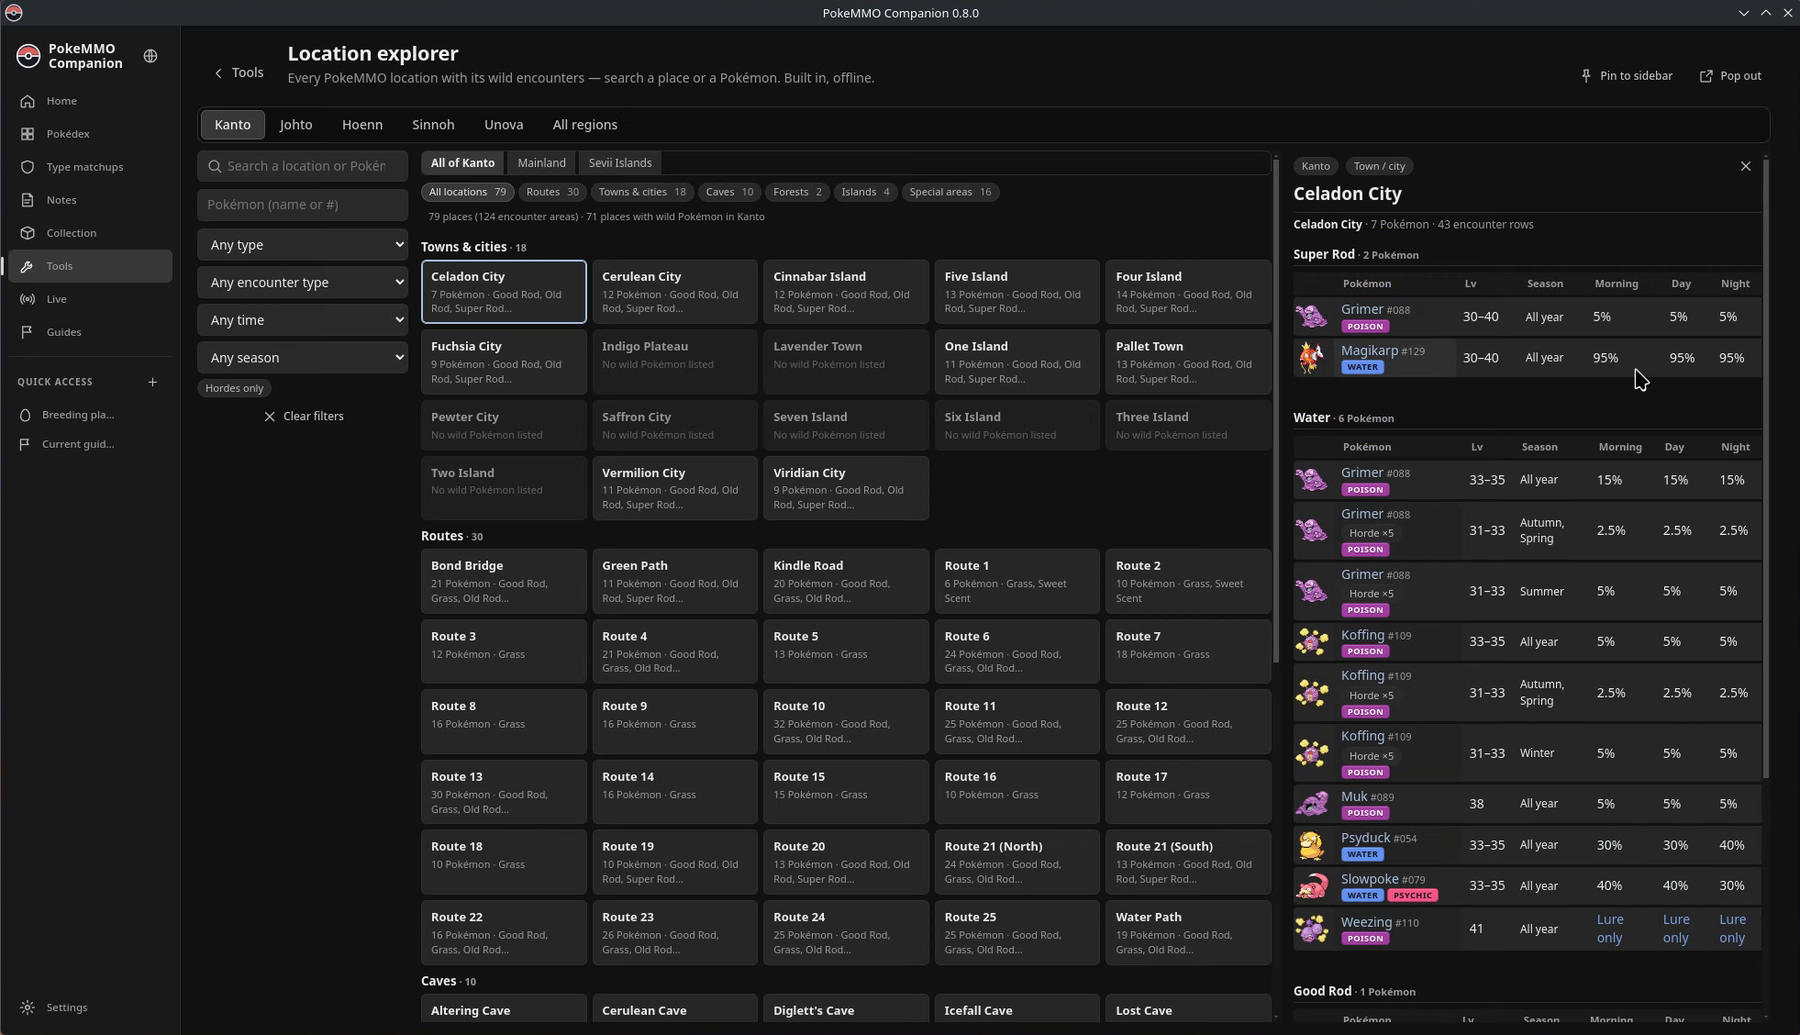 PokeMMO Companion 0.8.0
PokeMMO
Companion
Home
Pokédex
Type matchups
Notes
Collection
Tools
Live
Guides
QUICK ACCESS
Breeding pla...
Current guid...
Settings
Tools
Location explorer
Every PokeMMO location with its wild encounters — search a place or a Pokémon. Built in, offline.
Pin to sidebar
Pop out
Kanto Johto Hoenn Sinnoh Unova All regions
Search a location or Pokér
Pokémon (name or #)
Any type
Any encounter type
Any time
Any season
Hordes only
Clear filters
All of Kanto Mainland Sevii Islands
All locations 79 Routes 30 Towns & cities 18 Caves 10 Forests 2 Islands 4 Special areas 16
79 places (124 encounter areas) · 71 places with wild Pokémon in Kanto
Towns & cities · 18
Celadon City
7 Pokémon · Good Rod, Old
Rod, Super Rod...
Cerulean City
12 Pokémon · Good Rod, Old
Rod, Super Rod...
Cinnabar Island
12 Pokémon · Good Rod, Old
Rod, Super Rod...
Five Island
13 Pokémon · Good Rod, Old
Rod, Super Rod...
Four Island
14 Pokémon · Good Rod, Old
Rod, Super Rod...
Fuchsia City
9 Pokémon · Good Rod, Old
Rod, Super Rod...
Indigo Plateau
No wild Pokémon listed
Lavender Town
No wild Pokémon listed
One Island
11 Pokémon · Good Rod, Old
Rod, Super Rod...
Pallet Town
13 Pokémon · Good Rod, Old
Rod, Super Rod...
Pewter City
No wild Pokémon listed
Saffron City
No wild Pokémon listed
Seven Island
No wild Pokémon listed
Six Island
No wild Pokémon listed
Three Island
No wild Pokémon listed
Two Island
No wild Pokémon listed
Vermilion City
11 Pokémon · Good Rod, Old
Rod, Super Rod...
Viridian City
9 Pokémon · Good Rod, Old
Rod, Super Rod...
Routes · 30
Bond Bridge
21 Pokémon · Good Rod,
Grass, Old Rod...
Green Path
11 Pokémon · Good Rod, Old
Rod, Super Rod...
Kindle Road
20 Pokémon · Good Rod,
Grass, Old Rod...
Route 1
6 Pokémon · Grass, Sweet
Scent
Route 2
10 Pokémon · Grass, Sweet
Scent
Route 3
12 Pokémon · Grass
Route 4
21 Pokémon · Good Rod,
Grass, Old Rod...
Route 5
13 Pokémon · Grass
Route 6
24 Pokémon · Good Rod,
Grass, Old Rod...
Route 7
18 Pokémon · Grass
Route 8
16 Pokémon · Grass
Route 9
16 Pokémon · Grass
Route 10
32 Pokémon · Good Rod,
Grass, Old Rod...
Route 11
25 Pokémon · Good Rod,
Grass, Old Rod...
Route 12
25 Pokémon · Good Rod,
Grass, Old Rod...
Route 13
30 Pokémon · Good Rod,
Grass, Old Rod...
Route 14
16 Pokémon · Grass
Route 15
15 Pokémon · Grass
Route 16
10 Pokémon · Grass
Route 17
12 Pokémon · Grass
Route 18
10 Pokémon · Grass
Route 19
10 Pokémon · Good Rod, Old
Rod, Super Rod...
Route 20
13 Pokémon · Good Rod, Old
Rod, Super Rod...
Route 21 (North)
24 Pokémon · Good Rod,
Grass, Old Rod...
Route 21 (South)
13 Pokémon · Good Rod, Old
Rod, Super Rod...
Route 22
16 Pokémon · Good Rod,
Grass, Old Rod...
Route 23
26 Pokémon · Good Rod,
Grass, Old Rod...
Route 24
25 Pokémon · Good Rod,
Grass, Old Rod...
Route 25
25 Pokémon · Good Rod,
Grass, Old Rod...
Water Path
19 Pokémon · Good Rod,
Grass, Old Rod...
Caves · 10
Altering Cave
Cerulean Cave
Diglett's Cave
Icefall Cave
Lost Cave
Kanto Town / city
Celadon City
Celadon City · 7 Pokémon · 43 encounter rows
Super Rod · 2 Pokémon
Pokémon Lv Season Morning Day Night
Grimer #088 30–40 All year 5% 5% 5%
POISON
Magikarp #129 30–40 All year 95% 95% 95%
WATER
Water · 6 Pokémon
Pokémon Lv Season Morning Day Night
Grimer #088 33–35 All year 15% 15% 15%
POISON
Grimer #088
Horde ×5 31–33 Autumn, Spring 2.5% 2.5% 2.5%
POISON
Grimer #088
Horde ×5 31–33 Summer 5% 5% 5%
POISON
Koffing #109 33–35 All year 5% 5% 5%
POISON
Koffing #109
Horde ×5 31–33 Autumn, Spring 2.5% 2.5% 2.5%
POISON
Koffing #109
Horde ×5 31–33 Winter 5% 5% 5%
POISON
Muk #089 38 All year 5% 5% 5%
POISON
Psyduck #054 33–35 All year 30% 30% 40%
WATER
Slowpoke #079 33–35 All year 40% 40% 30%
WATER PSYCHIC
Weezing #110 41 All year Lure only Lure only Lure only
POISON
Good Rod · 1 Pokémon
Pokémon Lv Season Morning Day Night